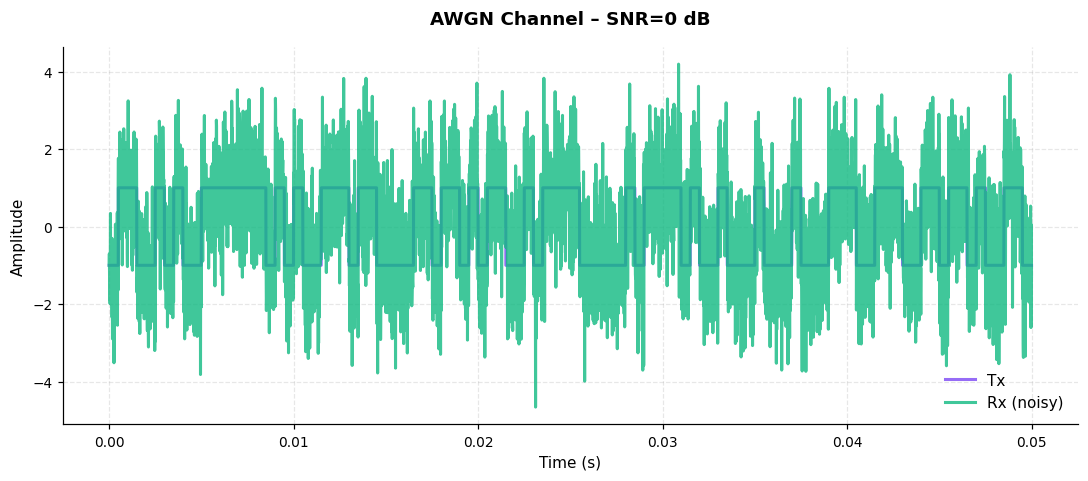 AWGN Channel – SNR=0 dB
Amplitude
4
2
0
−2
−4
Tx
Rx (noisy)
0.00 0.01 0.02 0.03 0.04 0.05
Time (s)